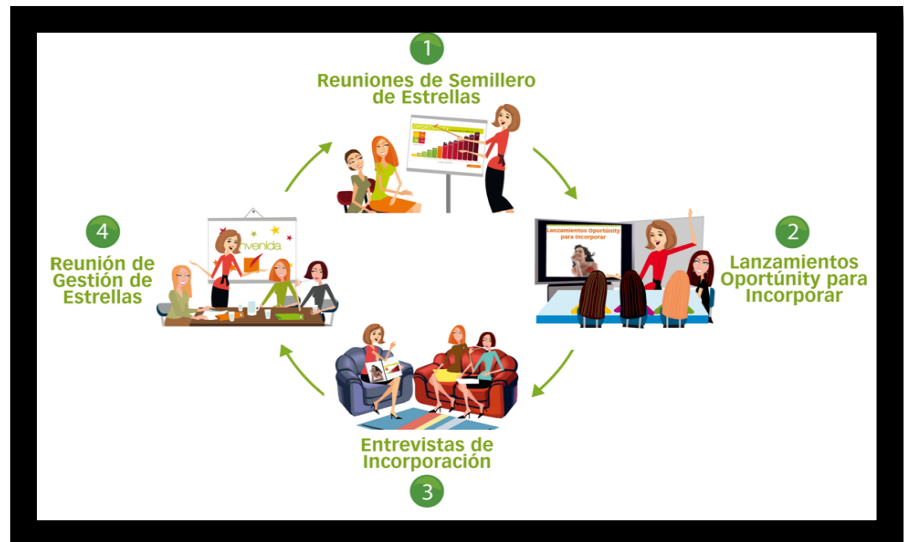 1
Reuniones de Semillero
de Estrellas
2
Lanzamientos
Oportúnity para
Incorporar
Lanzamientos Oportúnity
para Incorporar
Entrevistas de
Incorporación
3
4
Reunión de
Gestión de
Estrellas
nvenida